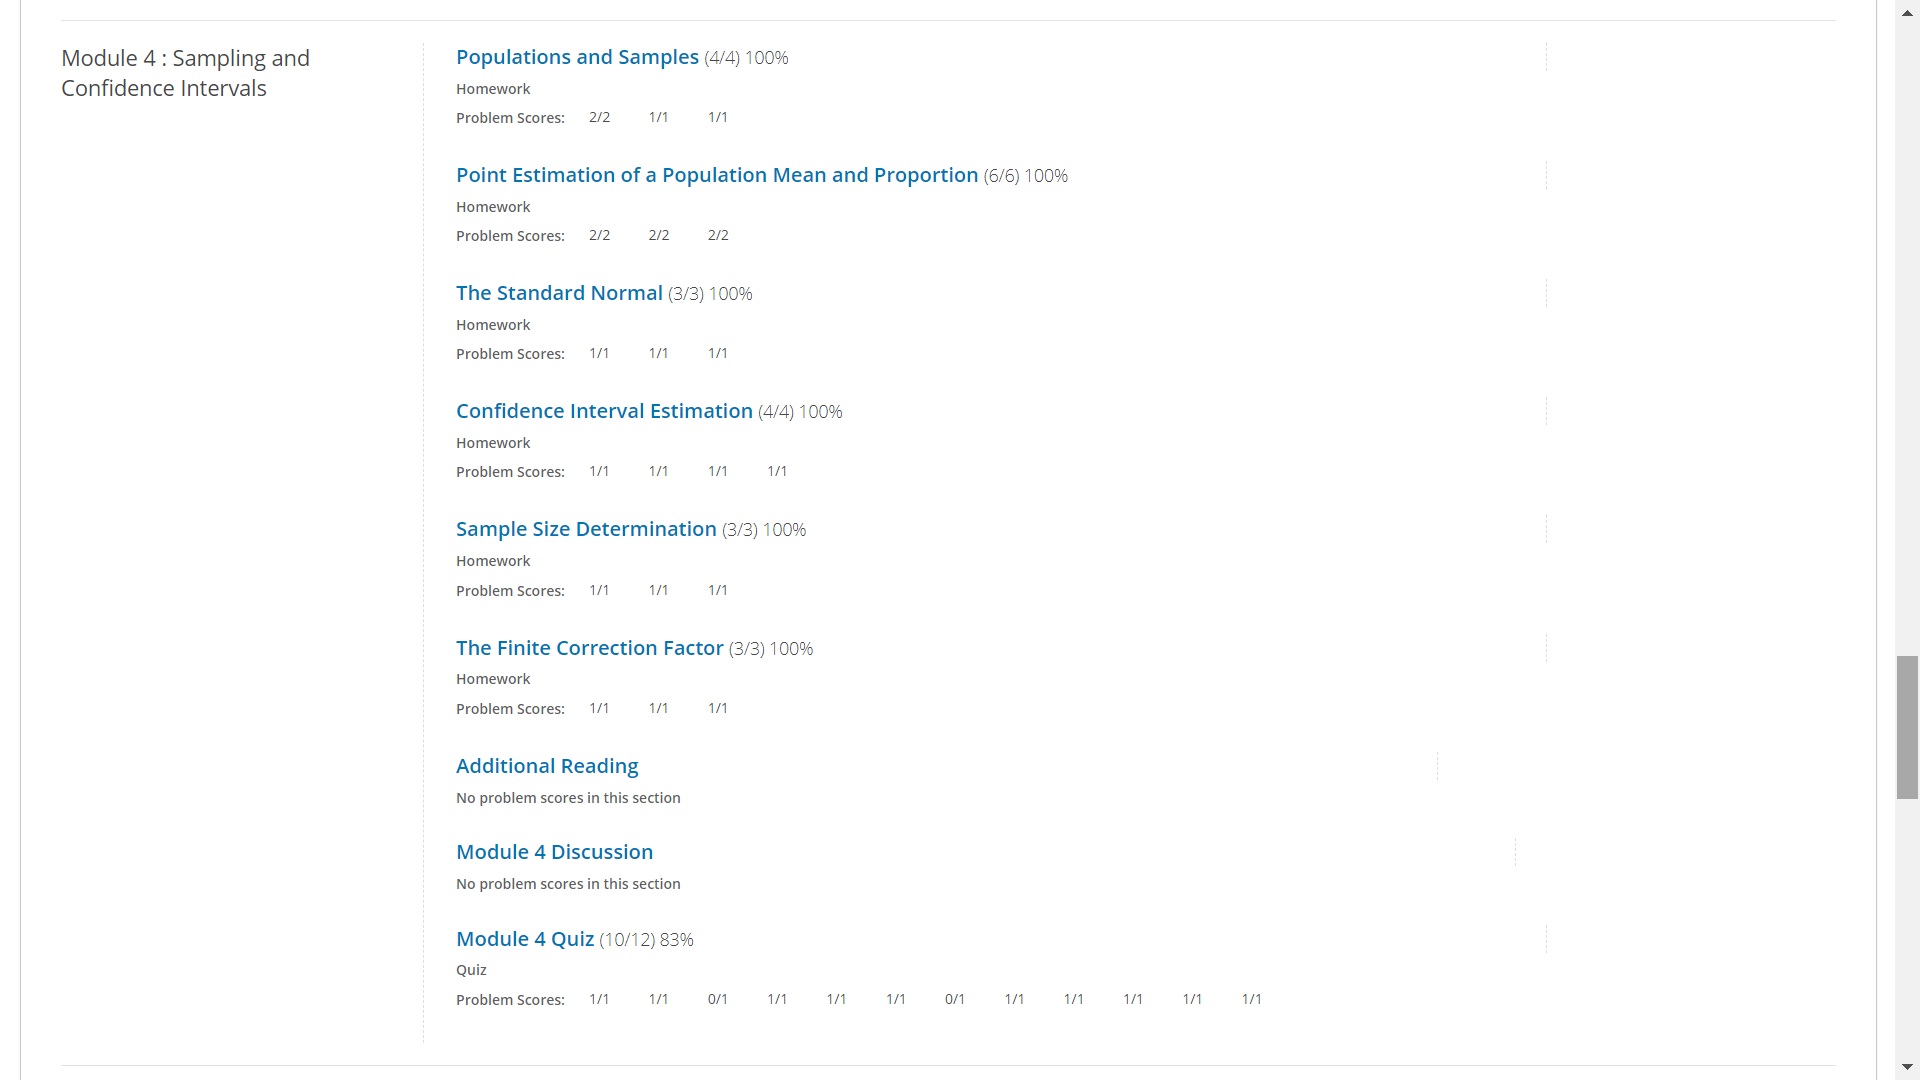 Module 4 : Sampling and
Confidence Intervals
Populations and Samples (4/4) 100%
Homework
Problem Scores: 2/2 1/1 1/1
Point Estimation of a Population Mean and Proportion (6/6) 100%
Homework
Problem Scores: 2/2 2/2 2/2
The Standard Normal (3/3) 100%
Homework
Problem Scores: 1/1 1/1 1/1
Confidence Interval Estimation (4/4) 100%
Homework
Problem Scores: 1/1 1/1 1/1 1/1
Sample Size Determination (3/3) 100%
Homework
Problem Scores: 1/1 1/1 1/1
The Finite Correction Factor (3/3) 100%
Homework
Problem Scores: 1/1 1/1 1/1
Additional Reading
No problem scores in this section
Module 4 Discussion
No problem scores in this section
Module 4 Quiz (10/12) 83%
Quiz
Problem Scores: 1/1 1/1 0/1 1/1 1/1 1/1 0/1 1/1 1/1 1/1 1/1 1/1